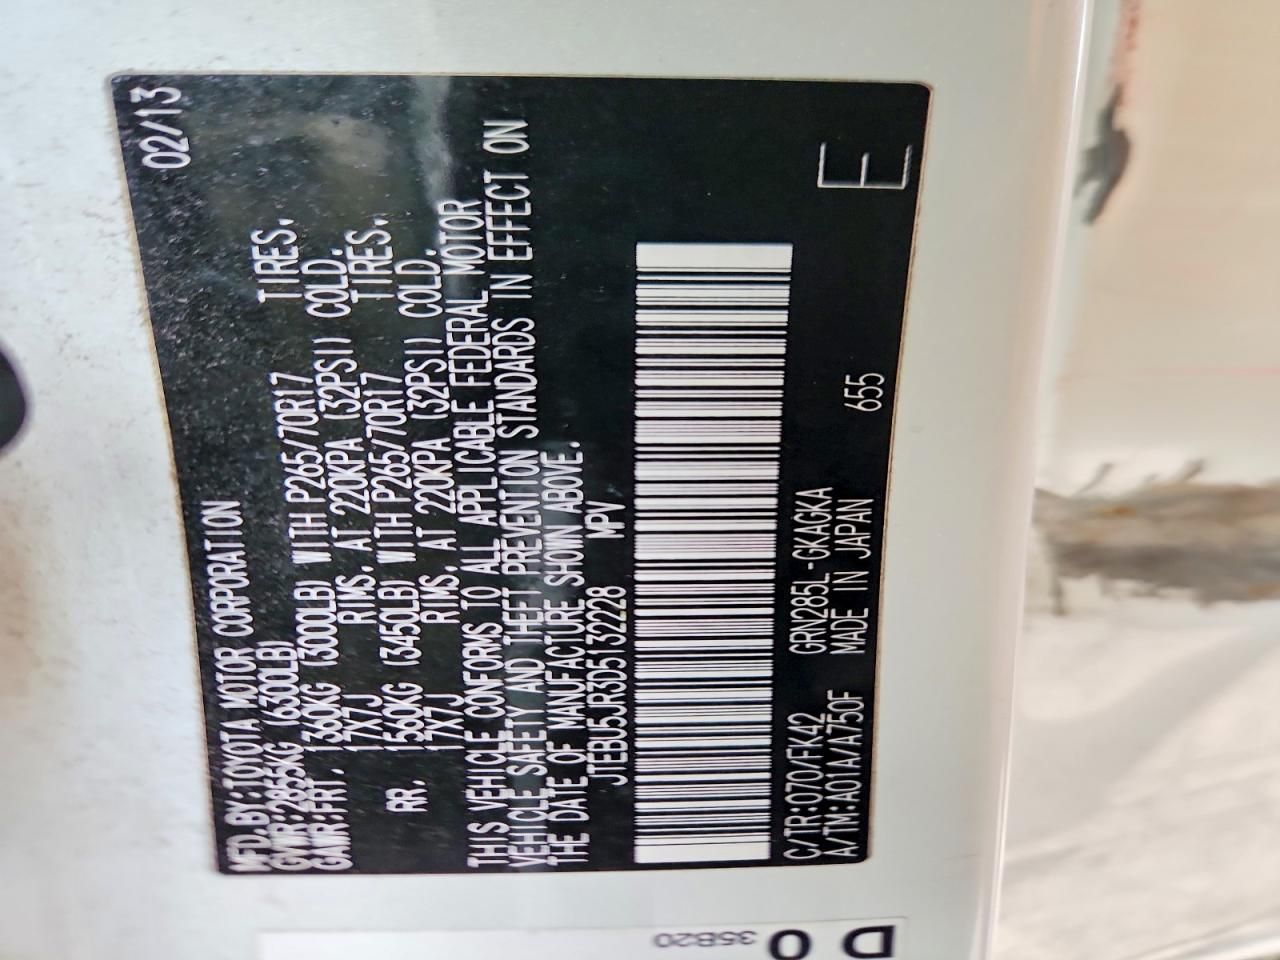 02/13
MFD.BY:TOYOTA MOTOR CORPORATION
GVWR:2855KG (6300LB)
GAWR:FRT. 1360KG (3000LB) WITH P265/70R17 TIRES.
17X7J RIMS, AT 220KPA (32PSI) COLD.
RR. 1560KG (3450LB) WITH P265/70R17 TIRES.
17X7J RIMS, AT 220KPA (32PSI) COLD.
THIS VEHICLE CONFORMS TO ALL APPLICABLE FEDERAL MOTOR
VEHICLE SAFETY AND THEFT PREVENTION STANDARDS IN EFFECT ON
THE DATE OF MANUFACTURE SHOWN ABOVE.
JTEBU5JR3D5132228 MPV
C/TR:070/FK42 GRN285L-GKAGKA
A/TM:A01A/A750F MADE IN JAPAN 655
E
35B20
D 0